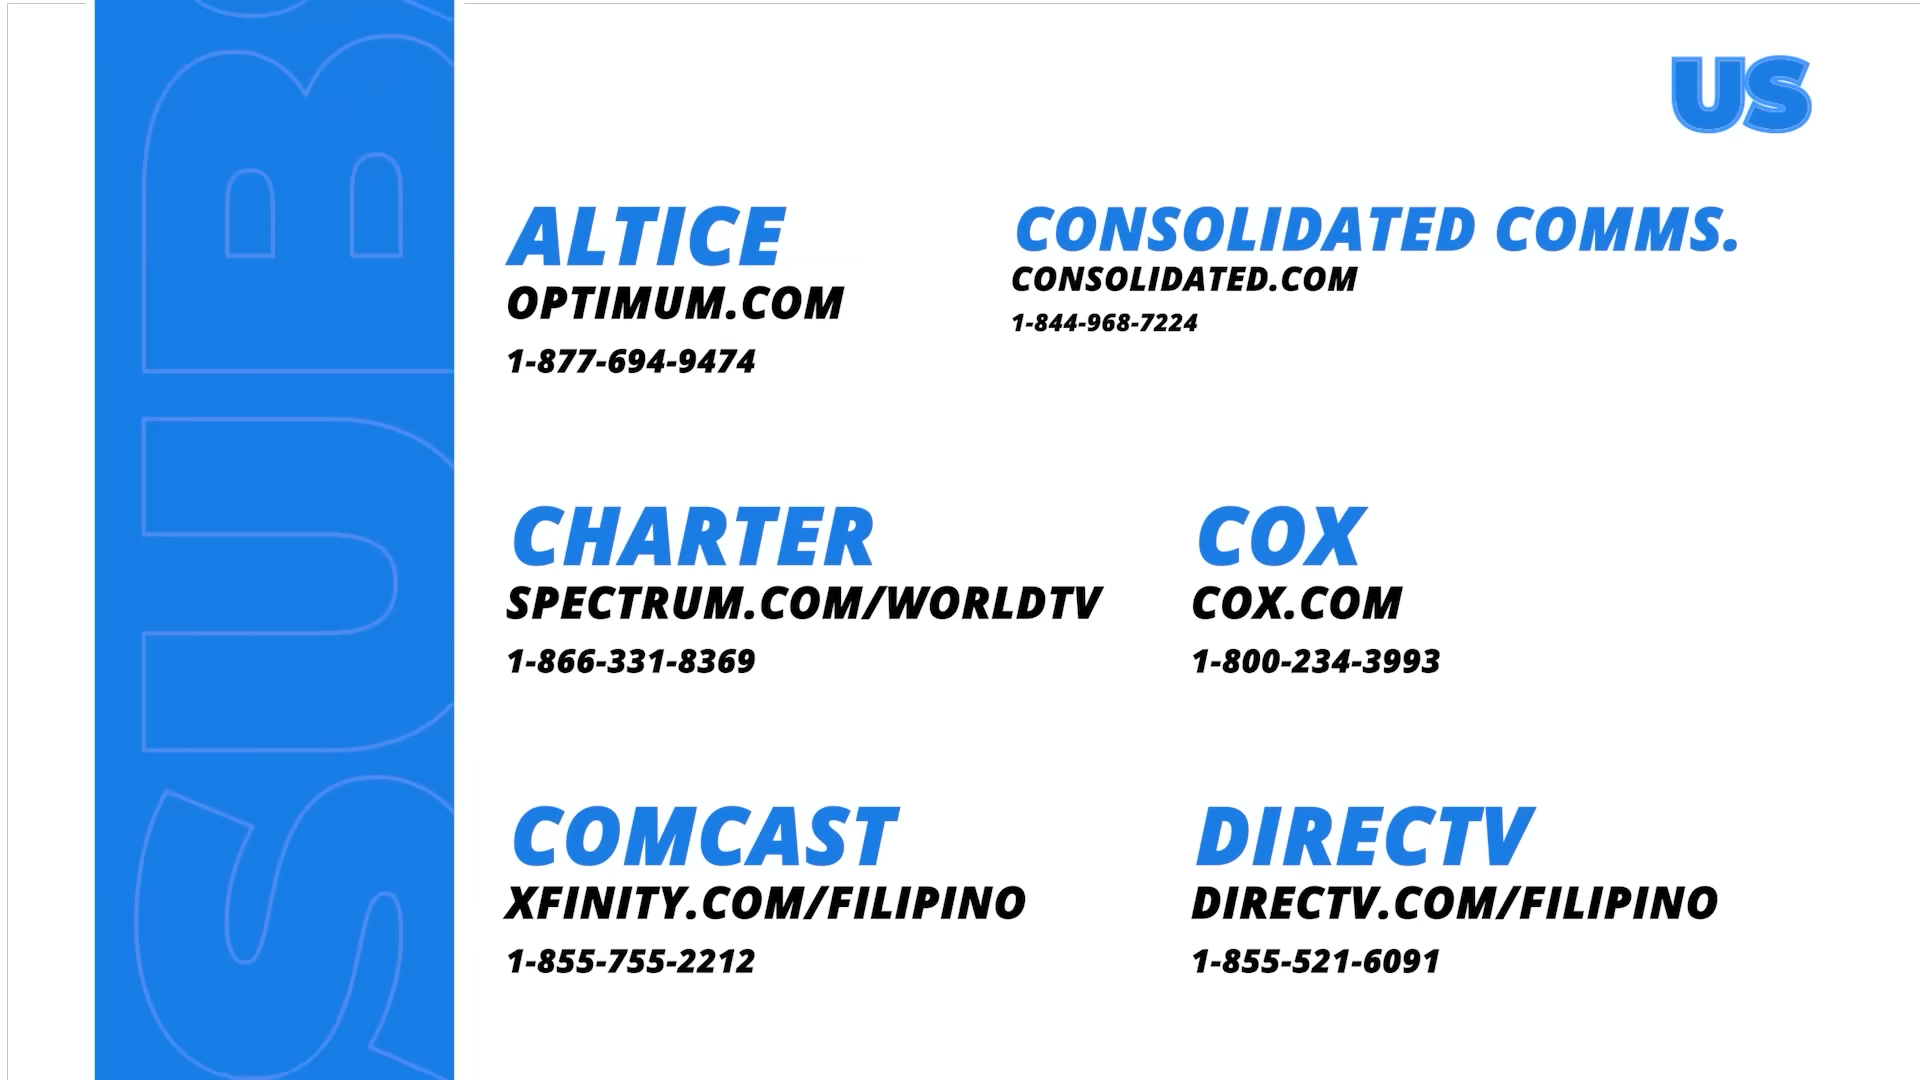 US
ALTICE
OPTIMUM.COM
1-877-694-9474
CONSOLIDATED COMMS.
CONSOLIDATED.COM
1-844-968-7224
CHARTER
SPECTRUM.COM/WORLDTV
1-866-331-8369
COX
COX.COM
1-800-234-3993
COMCAST
XFINITY.COM/FILIPINO
1-855-755-2212
DIRECTV
DIRECTV.COM/FILIPINO
1-855-521-6091
SUB